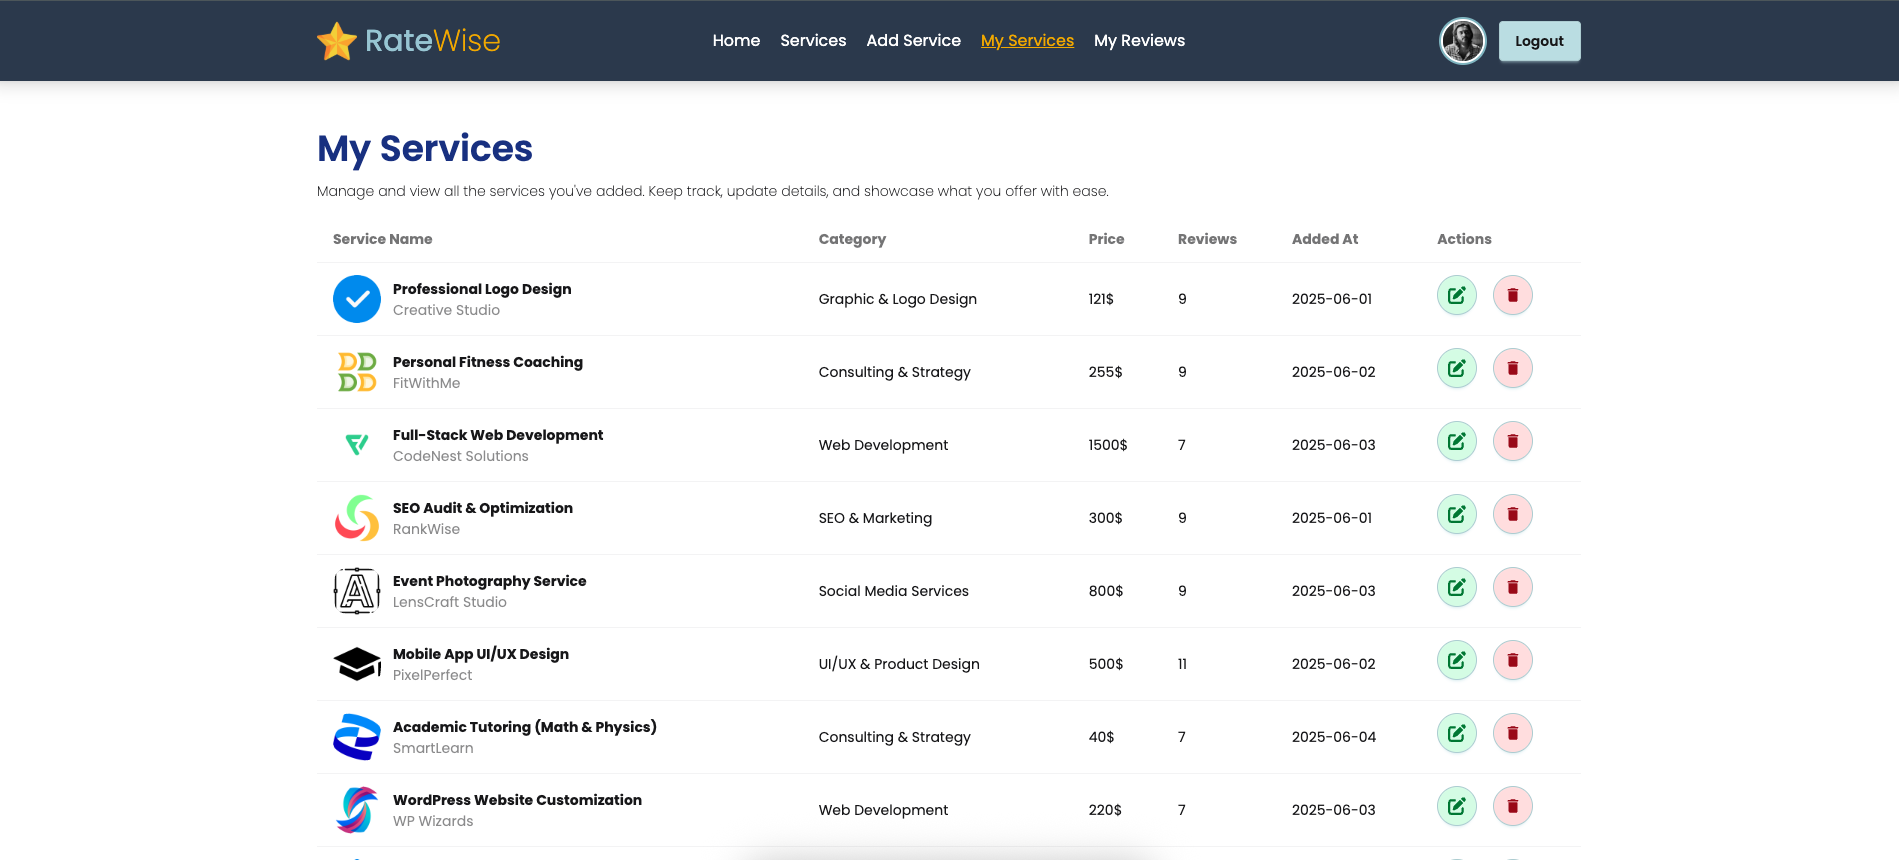 RateWise
Home Services Add Service My Services My Reviews
Logout
My Services
Manage and view all the services you've added. Keep track, update details, and showcase what you offer with ease.
Service Name Category Price Reviews Added At Actions
Professional Logo Design
Creative Studio
Graphic & Logo Design 121$ 9 2025-06-01
Personal Fitness Coaching
FitWithMe
Consulting & Strategy 255$ 9 2025-06-02
Full-Stack Web Development
CodeNest Solutions
Web Development 1500$ 7 2025-06-03
SEO Audit & Optimization
RankWise
SEO & Marketing 300$ 9 2025-06-01
Event Photography Service
LensCraft Studio
Social Media Services 800$ 9 2025-06-03
Mobile App UI/UX Design
PixelPerfect
UI/UX & Product Design 500$ 11 2025-06-02
Academic Tutoring (Math & Physics)
SmartLearn
Consulting & Strategy 40$ 7 2025-06-04
WordPress Website Customization
WP Wizards
Web Development 220$ 7 2025-06-03